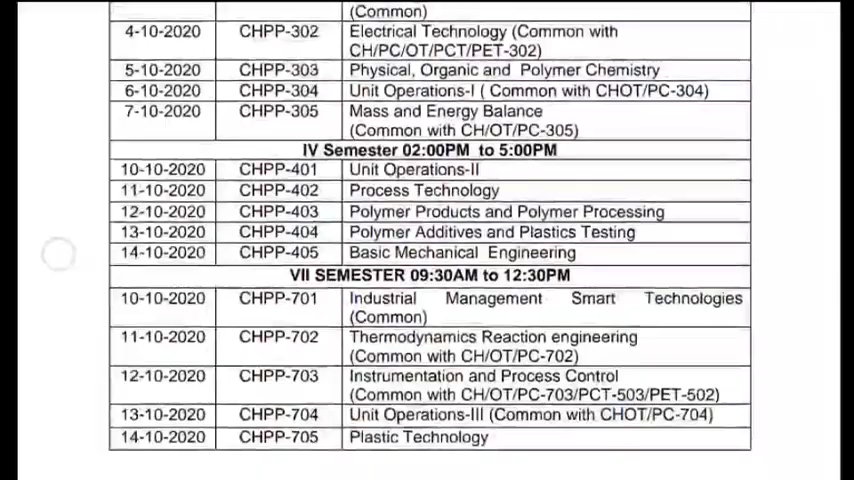 (Common)
4-10-2020 CHPP-302 Electrical Technology (Common with
CH/PC/OT/PCT/PET-302)
5-10-2020 CHPP-303 Physical, Organic and Polymer Chemistry
6-10-2020 CHPP-304 Unit Operations-I ( Common with CHOT/PC-304)
7-10-2020 CHPP-305 Mass and Energy Balance
(Common with CH/OT/PC-305)
IV Semester 02:00PM to 5:00PM
10-10-2020 CHPP-401 Unit Operations-II
11-10-2020 CHPP-402 Process Technology
12-10-2020 CHPP-403 Polymer Products and Polymer Processing
13-10-2020 CHPP-404 Polymer Additives and Plastics Testing
14-10-2020 CHPP-405 Basic Mechanical Engineering
VII SEMESTER 09:30AM to 12:30PM
10-10-2020 CHPP-701 Industrial Management Smart Technologies
(Common)
11-10-2020 CHPP-702 Thermodynamics Reaction engineering
(Common with CH/OT/PC-702)
12-10-2020 CHPP-703 Instrumentation and Process Control
(Common with CH/OT/PC-703/PCT-503/PET-502)
13-10-2020 CHPP-704 Unit Operations-III (Common with CHOT/PC-704)
14-10-2020 CHPP-705 Plastic Technology